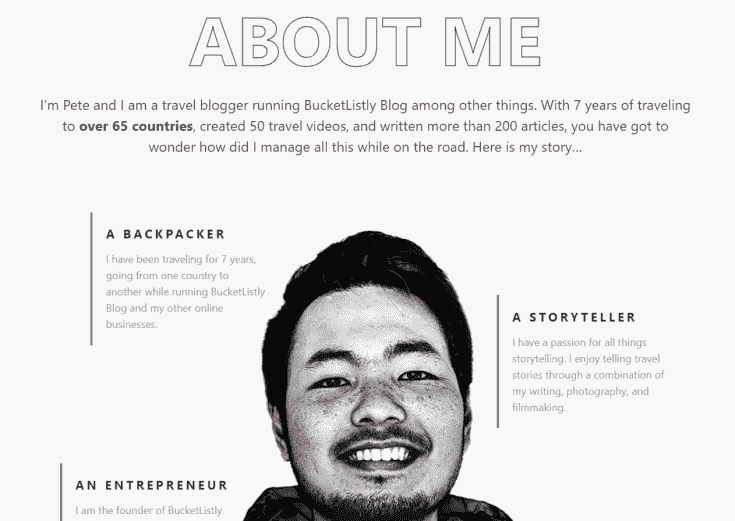 ABOUT ME
I'm Pete and I am a travel blogger running BucketListly Blog among other things. With 7 years of traveling
to over 65 countries, created 50 travel videos, and written more than 200 articles, you have got to
wonder how did I manage all this while on the road. Here is my story...
A BACKPACKER
I have been traveling for 7 years,
going from one country to
another while running BucketListly
Blog and my other online
businesses.
A STORYTELLER
I have a passion for all things
storytelling. I enjoy telling travel
stories through a combination of
my writing, photography, and
filmmaking.
AN ENTREPRENEUR
I am the founder of BucketListly